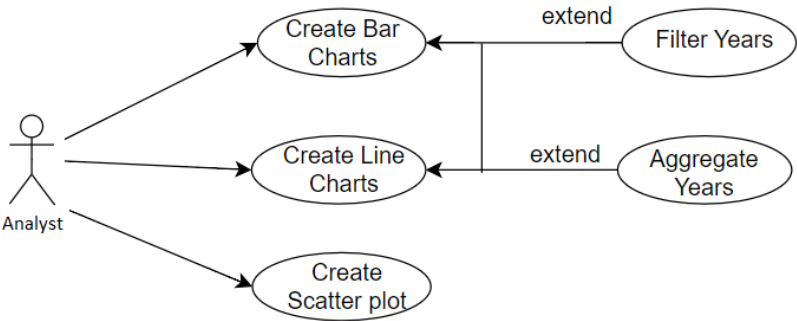 Create Bar
Charts
extend
Filter Years
Create Line
Charts
extend
Aggregate
Years
Analyst
Create
Scatter plot